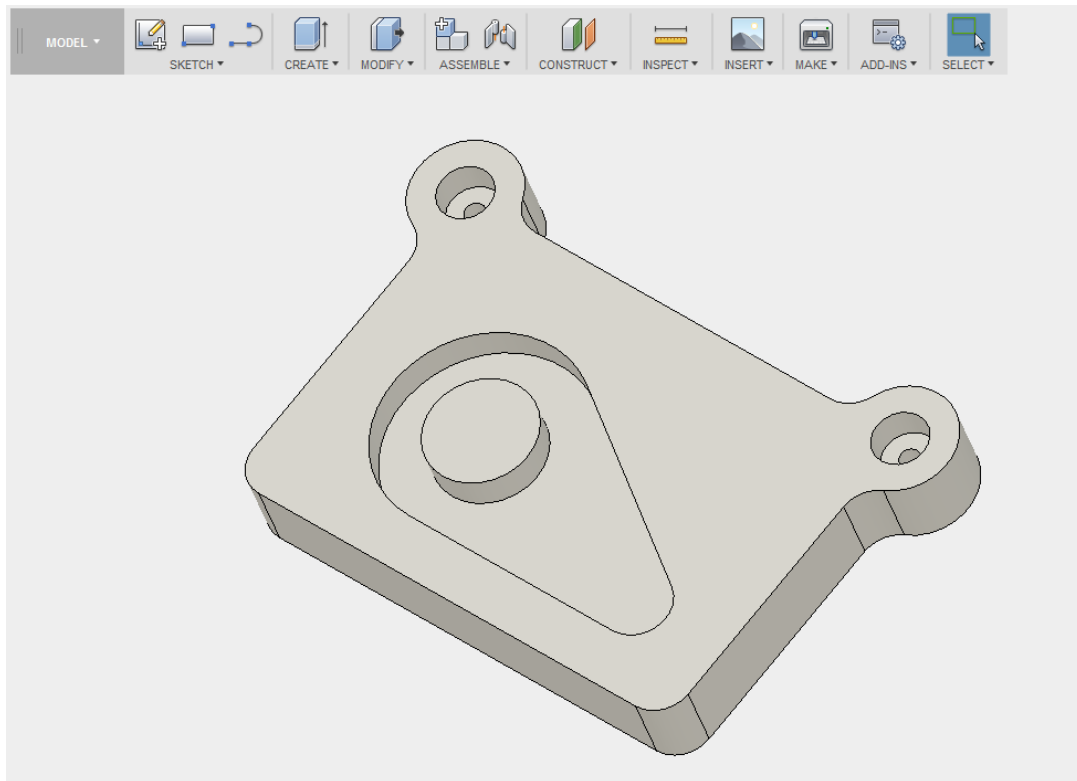 MODEL
SKETCH
CREATE
MODIFY
ASSEMBLE
CONSTRUCT
INSPECT
INSERT
MAKE
ADD-INS
SELECT